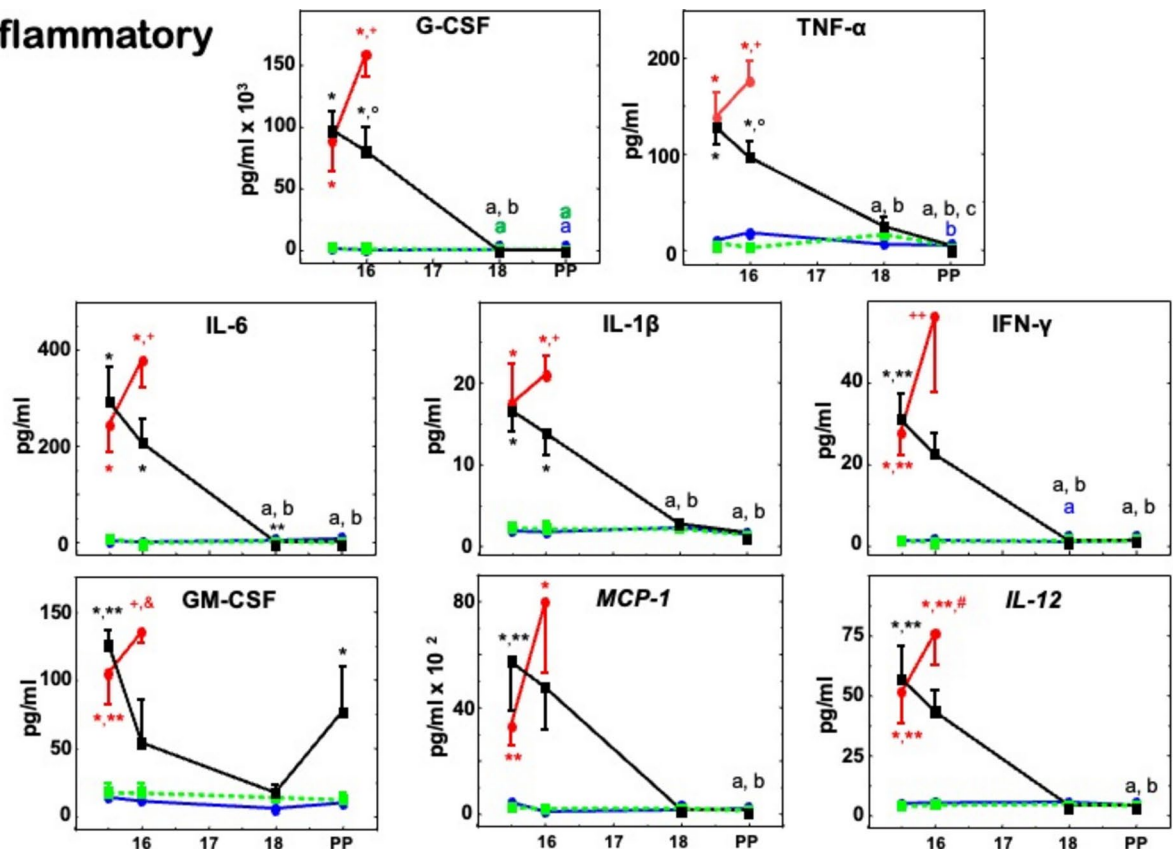 flammatory
G-CSF
pg/ml x 10³
150
100
50
0
*
*,+
*,°
*
a, b
a
a
a
16 17 18 PP
TNF-α
pg/ml
200
100
0
*
*,+
*,°
*
a, b
a, b, c
b
16 17 18 PP
IL-6
pg/ml
400
200
0
*
*,+
*
*
a, b
**
a, b
IL-1β
pg/ml
20
10
0
*
*,+
*
*
a, b
a, b
IFN-γ
pg/ml
40
20
0
++
*,**
*,**
a, b
a
a, b
GM-CSF
pg/ml
150
100
50
0
*,**
+,&
*,**
*
16 17 18 PP
MCP-1
pg/ml x 10 ²
80
40
0
*
*,**
**
a, b
16 17 18 PP
IL-12
pg/ml
75
50
25
0
*,**
*,**,#
*,**
a, b
16 17 18 PP